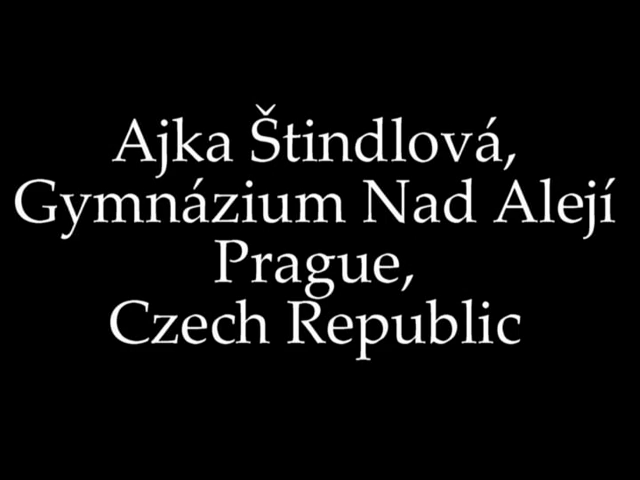 Ajka Štindlová,
Gymnázium Nad Alejí
Prague,
Czech Republic